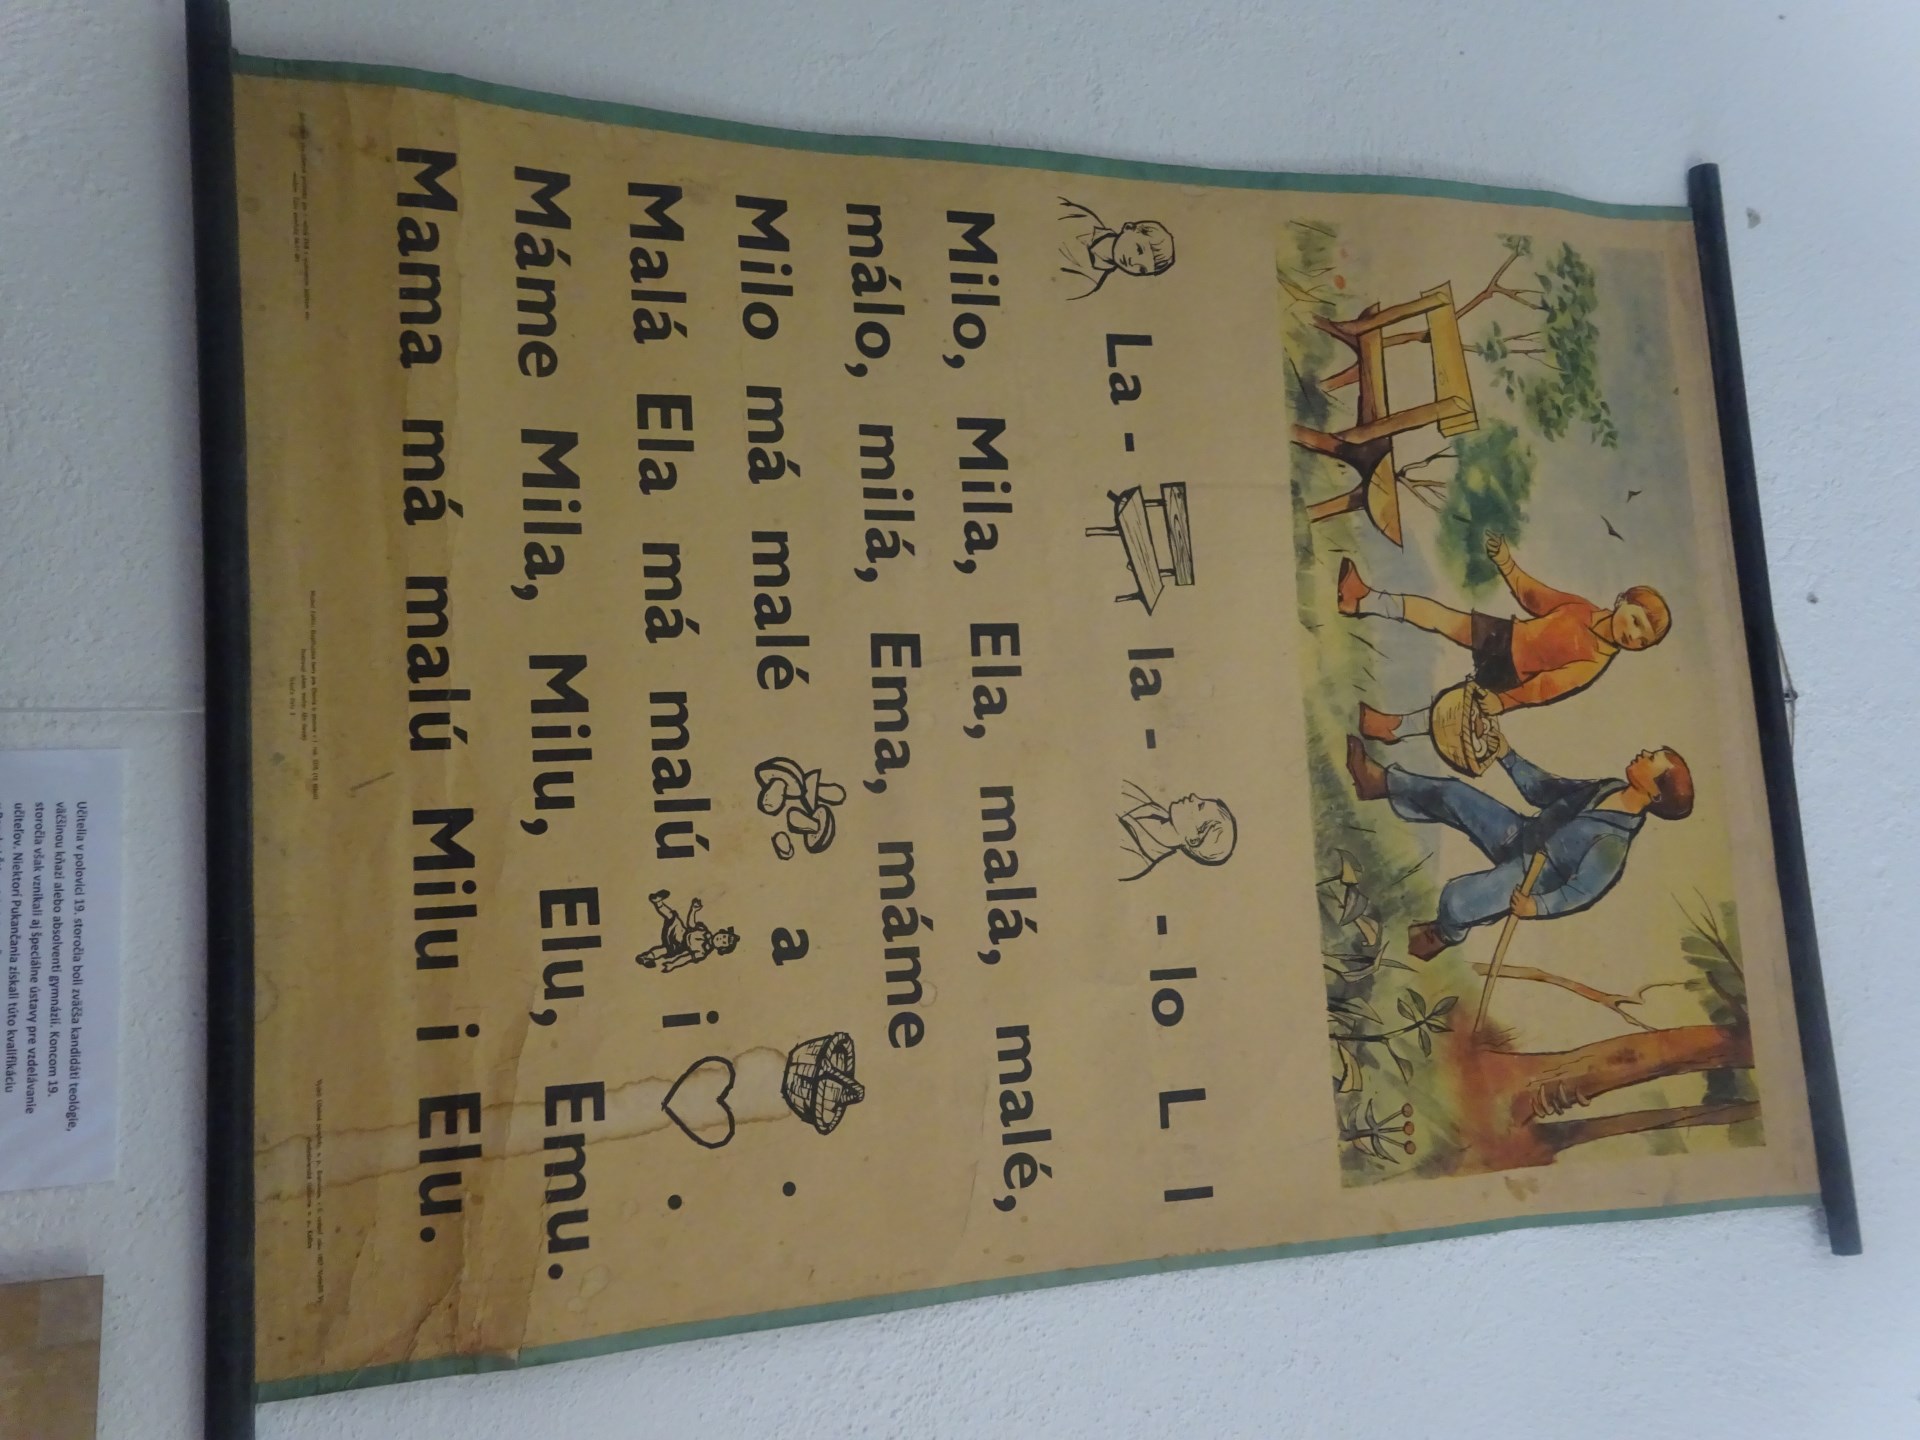 La - la - - lo L l
Milo, Mila, Ela, malá, malé,
málo, milá, Ema, máme
Milo má malé a .
Malá Ela má malú i .
Máme Mila, Milu, Elu, Emu.
Mama má malú Milu i Elu.
Učitelia v polovici 19. storočia boli zväčša kandidáti teológie,
väčšinou kňazi alebo absolventi gymnázií. Koncom 19.
storočia však vznikali aj špeciálne ústavy pre vzdelávanie
učiteľov. Niektorí Pukančania získali túto kvalifikáciu